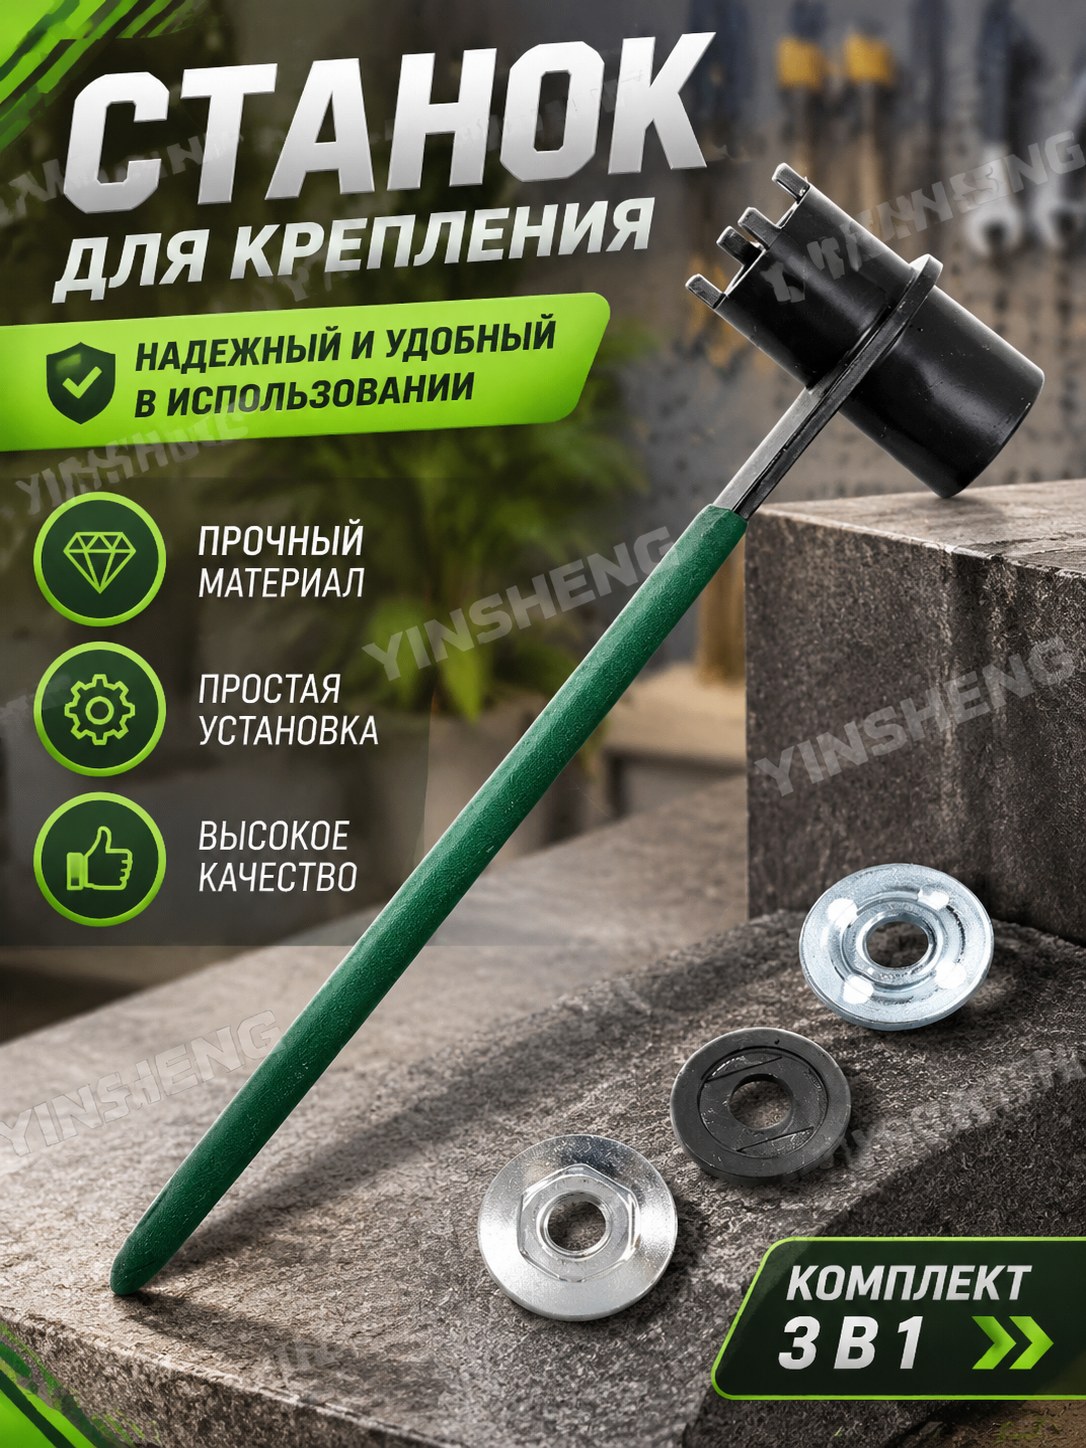 СТАНОК
ДЛЯ КРЕПЛЕНИЯ
НАДЕЖНЫЙ И УДОБНЫЙ
В ИСПОЛЬЗОВАНИИ
ПРОЧНЫЙ
МАТЕРИАЛ
ПРОСТАЯ
УСТАНОВКА
ВЫСОКОЕ
КАЧЕСТВО
YINSHENG
YINSHENG
YINSHENG
КОМПЛЕКТ
3 В 1